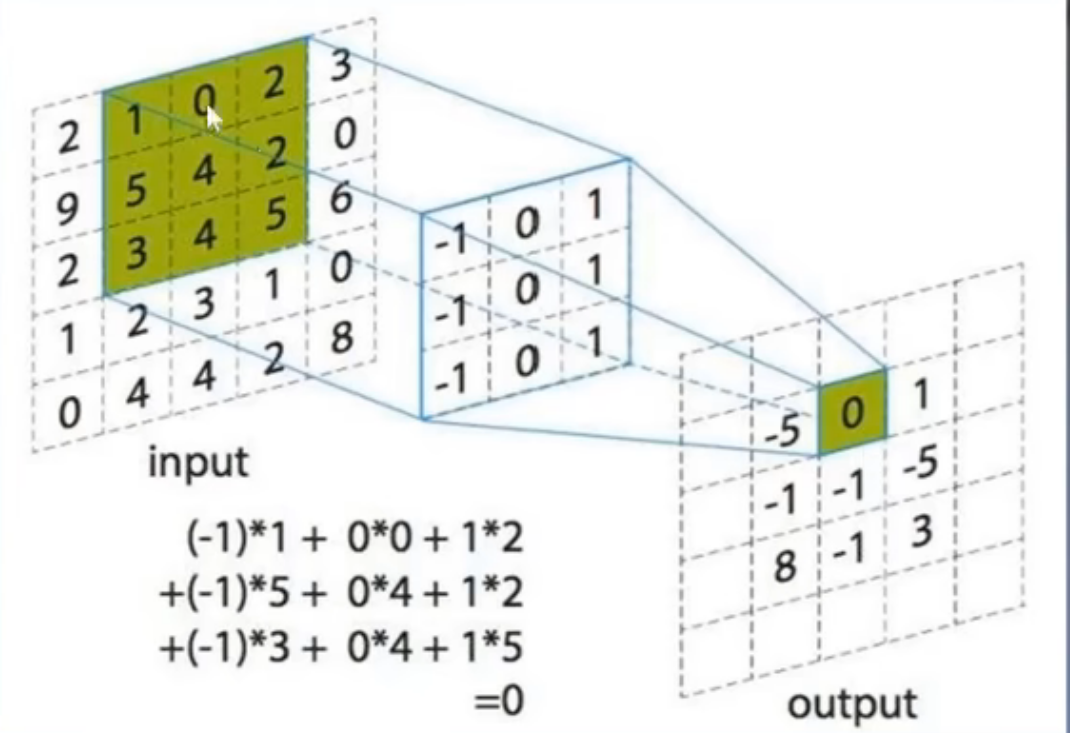 2 1 0 2 3
9 5 4 2 0
2 3 4 5 6
1 2 3 1 0
0 4 4 2 8
input
-1 0 1
-1 0 1
-1 0 1
-5 0 1
-1 -1 -5
8 -1 3
output
(-1)*1 + 0*0 + 1*2
+(-1)*5 + 0*4 + 1*2
+(-1)*3 + 0*4 + 1*5
=0